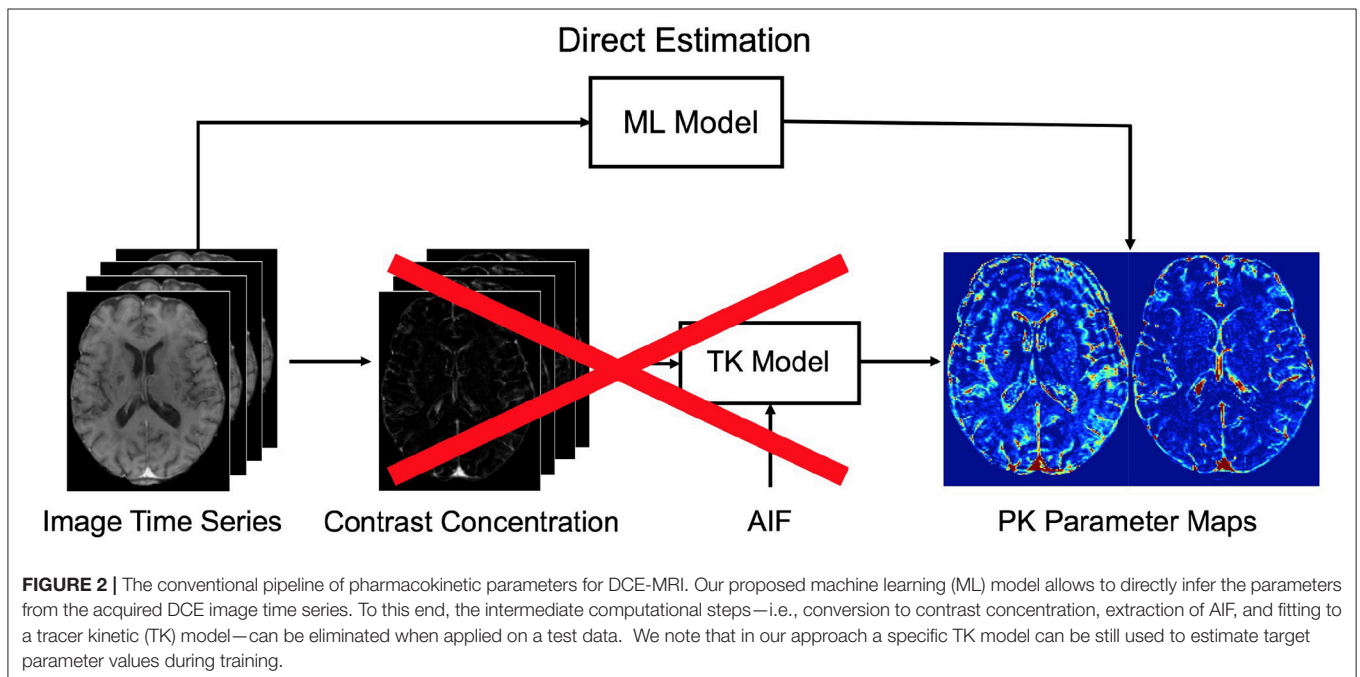 Direct Estimation
ML Model
TK Model
Image Time Series
Contrast Concentration
AIF
PK Parameter Maps
FIGURE 2 | The conventional pipeline of pharmacokinetic parameters for DCE-MRI. Our proposed machine learning (ML) model allows to directly infer the parameters
from the acquired DCE image time series. To this end, the intermediate computational steps—i.e., conversion to contrast concentration, extraction of AIF, and fitting to
a tracer kinetic (TK) model—can be eliminated when applied on a test data. We note that in our approach a specific TK model can be still used to estimate target
parameter values during training.